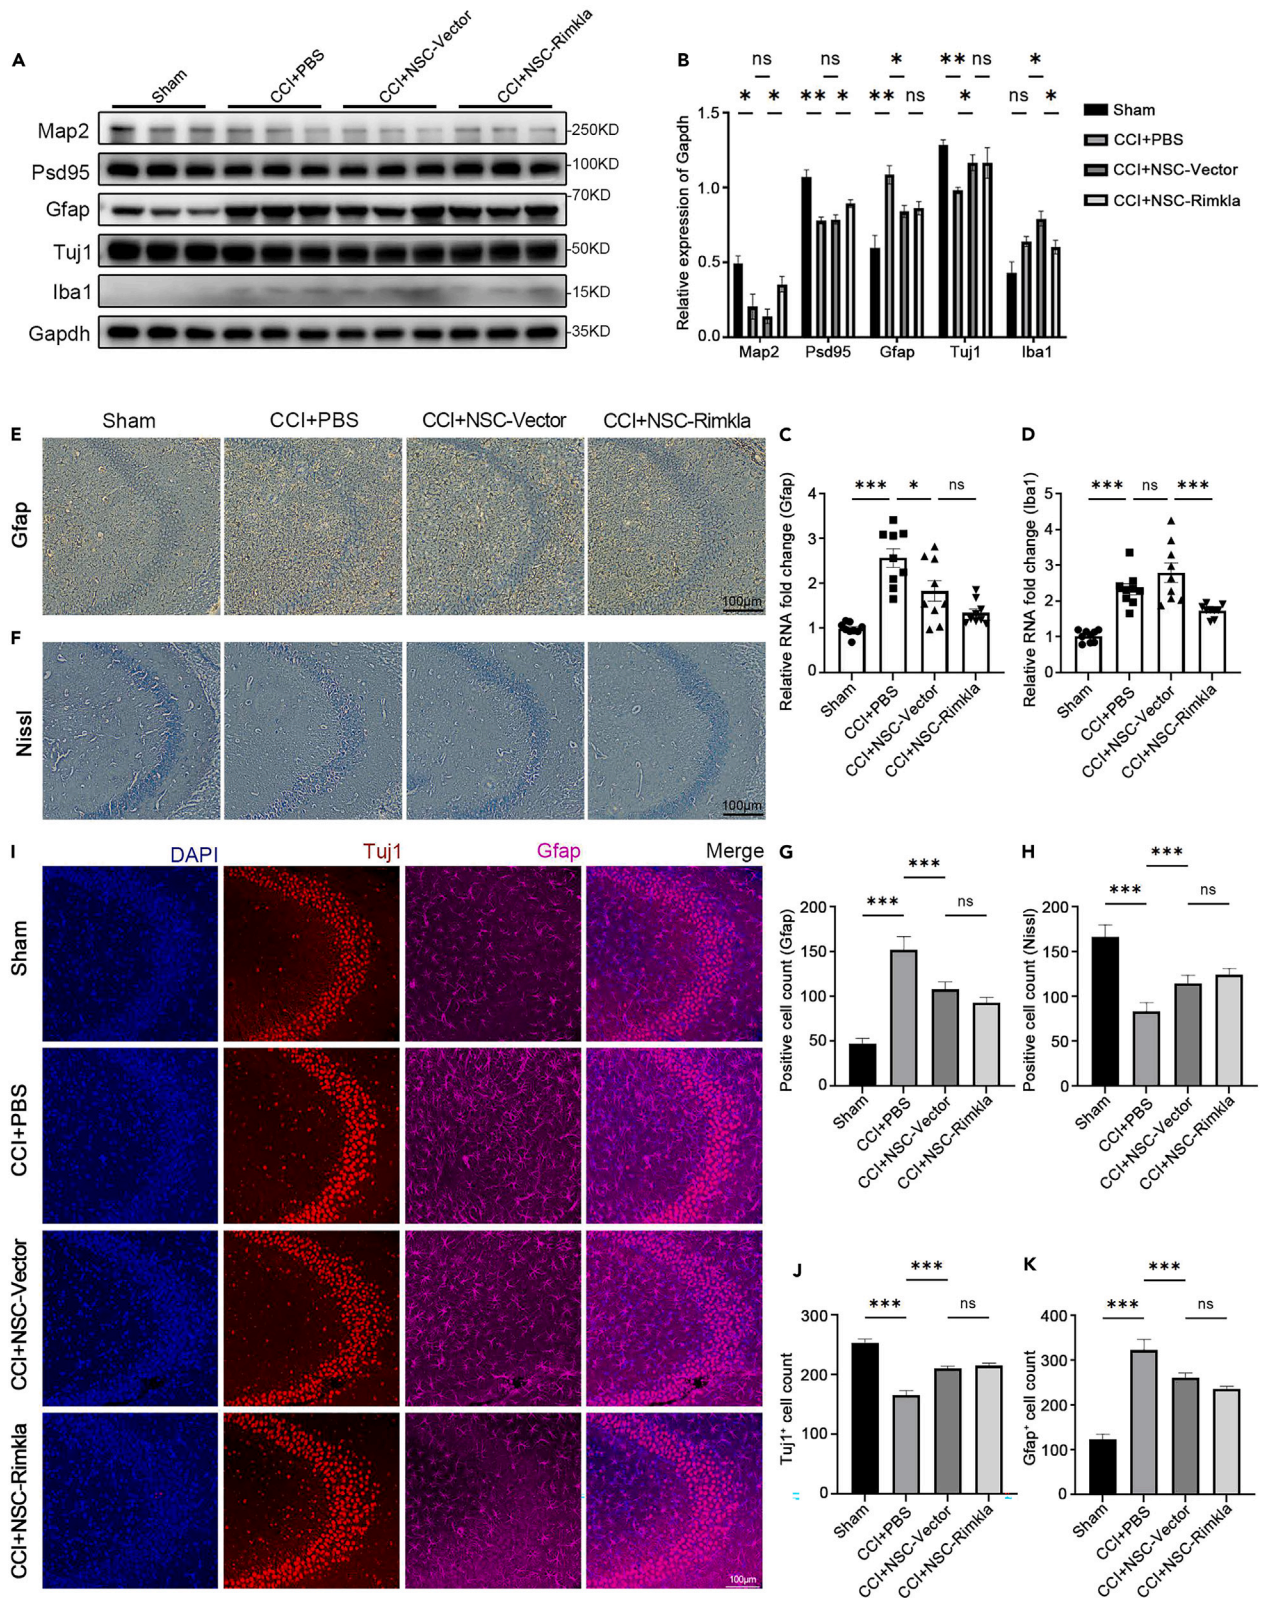 A
Sham
CCI+PBS
CCI+NSC-Vector
CCI+NSC-Rimkla
Map2
-250KD
Psd95
-100KD
-70KD
Gfap
Tuj1
-50KD
Iba1
-15KD
Gapdh
-35KD
B
ns ns * ** ns *
* * ** * ** ns * ns *
Relative expression of Gapdh
1.5
1.0
0.5
0.0
Map2 Psd95 Gfap Tuj1 Iba1
Sham
CCI+PBS
CCI+NSC-Vector
CCI+NSC-Rimkla
E
Sham
CCI+PBS
CCI+NSC-Vector
CCI+NSC-Rimkla
Gfap
100μm
F
Nissl
100μm
C
Relative RNA fold change (Gfap)
4
3
2
1
0
*** * ns
Sham
CCI+PBS
CCI+NSC-Vector
CCI+NSC-Rimkla
D
Relative RNA fold change (Iba1)
5
4
3
2
1
0
*** ns ***
Sham
CCI+PBS
CCI+NSC-Vector
CCI+NSC-Rimkla
I
DAPI
Tuj1
Gfap
Merge
Sham
CCI+PBS
CCI+NSC-Vector
CCI+NSC-Rimkla
100μm
G
Positive cell count (Gfap)
200
150
100
50
0
***
*** ns
Sham
CCI+PBS
CCI+NSC-Vector
CCI+NSC-Rimkla
H
Positive cell count (Nissl)
200
150
100
50
0
***
*** ns
Sham
CCI+PBS
CCI+NSC-Vector
CCI+NSC-Rimkla
J
Tuj1⁺ cell count
300
200
100
0
***
*** ns
Sham
CCI+PBS
CCI+NSC-Vector
CCI+NSC-Rimkla
K
Gfap⁺ cell count
400
300
200
100
0
***
*** ns
Sham
CCI+PBS
CCI+NSC-Vector
CCI+NSC-Rimkla